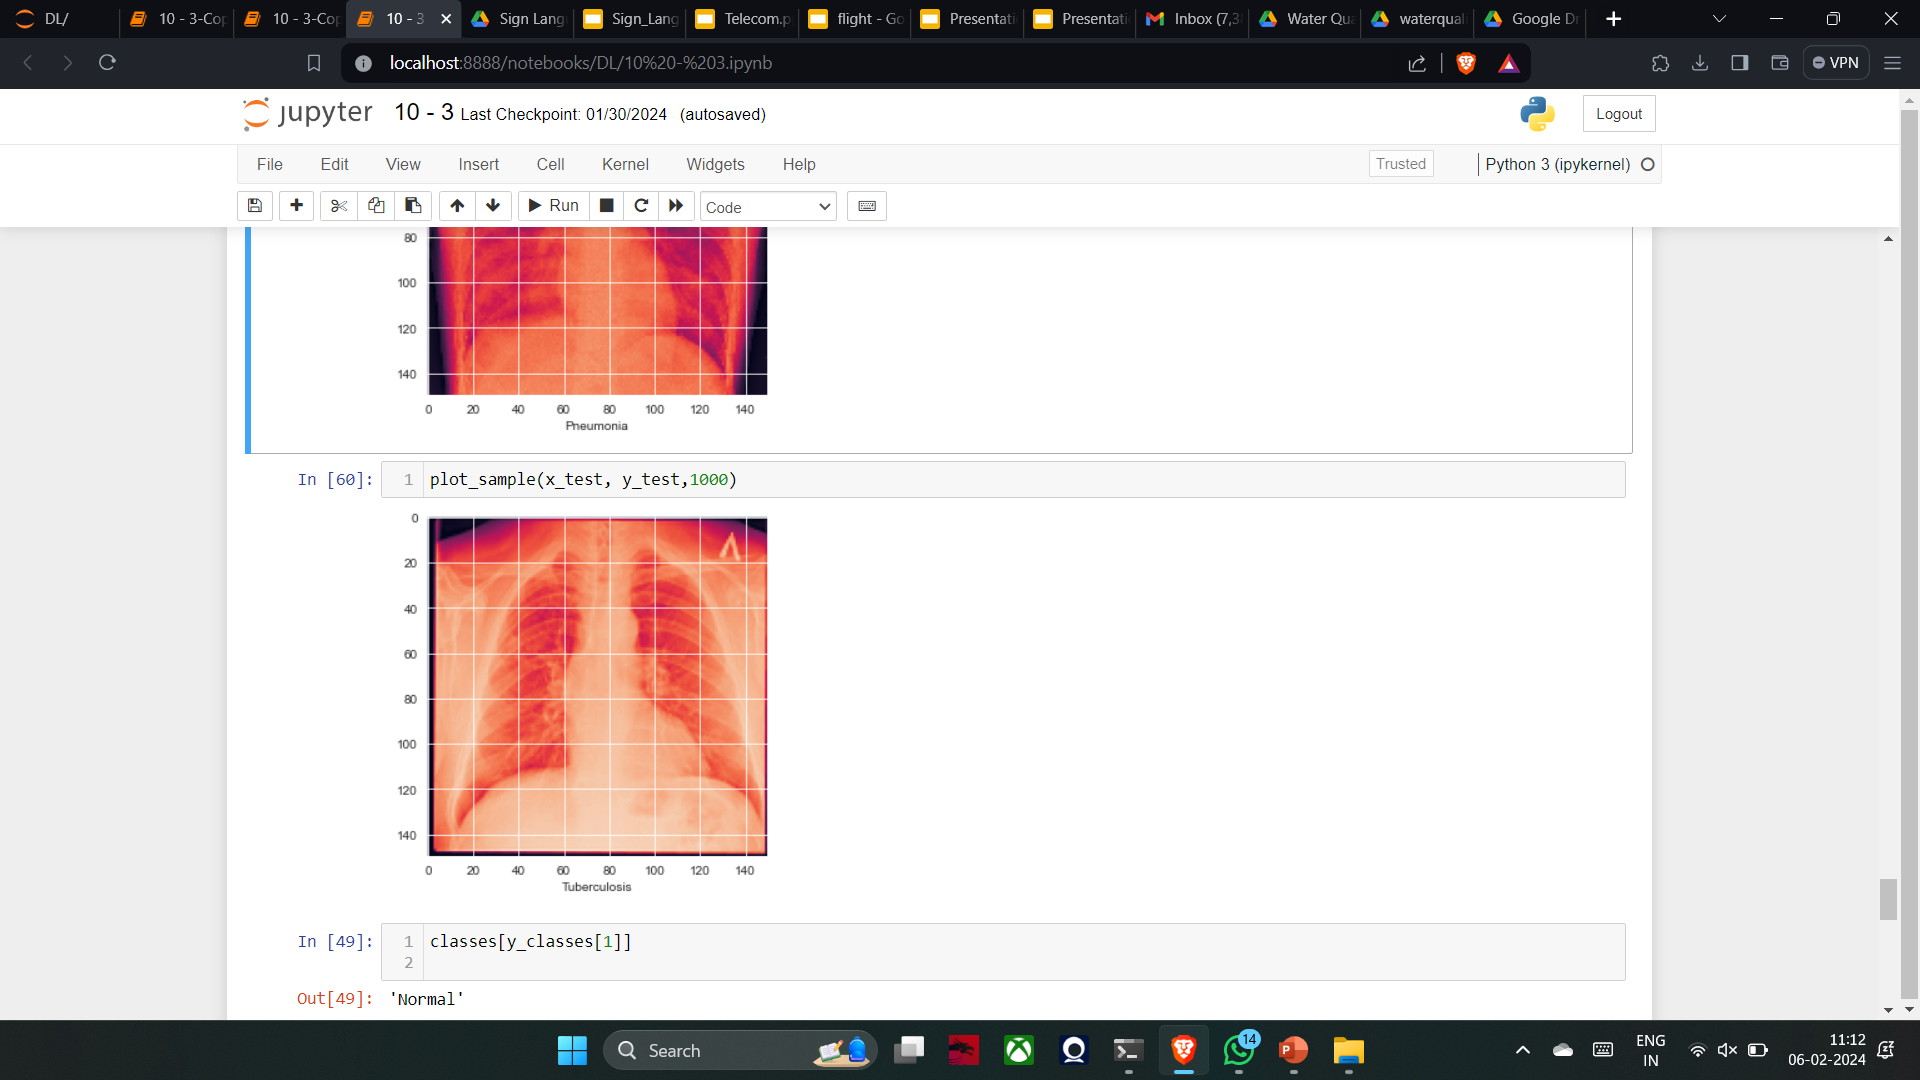 DL/
10 - 3-Cop
10 - 3-Cop
10 - 3
Sign Lang
Sign_Lang
Telecom.p
flight - Go
Presentati
Presentati
Inbox (7,3
Water Qua
waterquali
Google Dr
localhost:8888/notebooks/DL/10%20-%203.ipynb
VPN
jupyter 10 - 3 Last Checkpoint: 01/30/2024 (autosaved)
Logout
File Edit View Insert Cell Kernel Widgets Help
Trusted
Python 3 (ipykernel)
Run
Code
80
100
120
140
0 20 40 60 80 100 120 140
Pneumonia
In [60]: 1 plot_sample(x_test, y_test,1000)
0
20
40
60
80
100
120
140
0 20 40 60 80 100 120 140
Tuberculosis
In [49]: 1 classes[y_classes[1]]
2
Out[49]: 'Normal'
Search
14
ENG
IN
11:12
06-02-2024